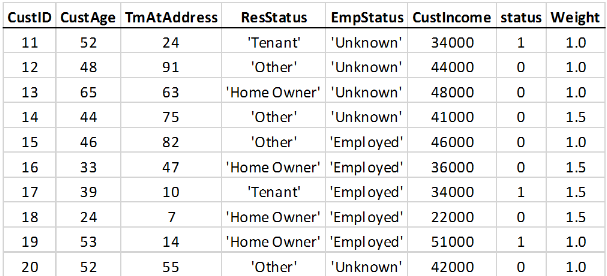 CustID CustAge TmAtAddress ResStatus EmpStatus CustIncome status Weight
11 52 24 'Tenant' 'Unknown' 34000 1 1.0
12 48 91 'Other' 'Unknown' 44000 0 1.0
13 65 63 'Home Owner' 'Unknown' 48000 0 1.0
14 44 75 'Other' 'Unknown' 41000 0 1.5
15 46 82 'Other' 'Employed' 46000 0 1.0
16 33 47 'Home Owner' 'Employed' 36000 0 1.5
17 39 10 'Tenant' 'Employed' 34000 1 1.5
18 24 7 'Home Owner' 'Employed' 22000 0 1.5
19 53 14 'Home Owner' 'Employed' 51000 1 1.0
20 52 55 'Other' 'Unknown' 42000 0 1.0